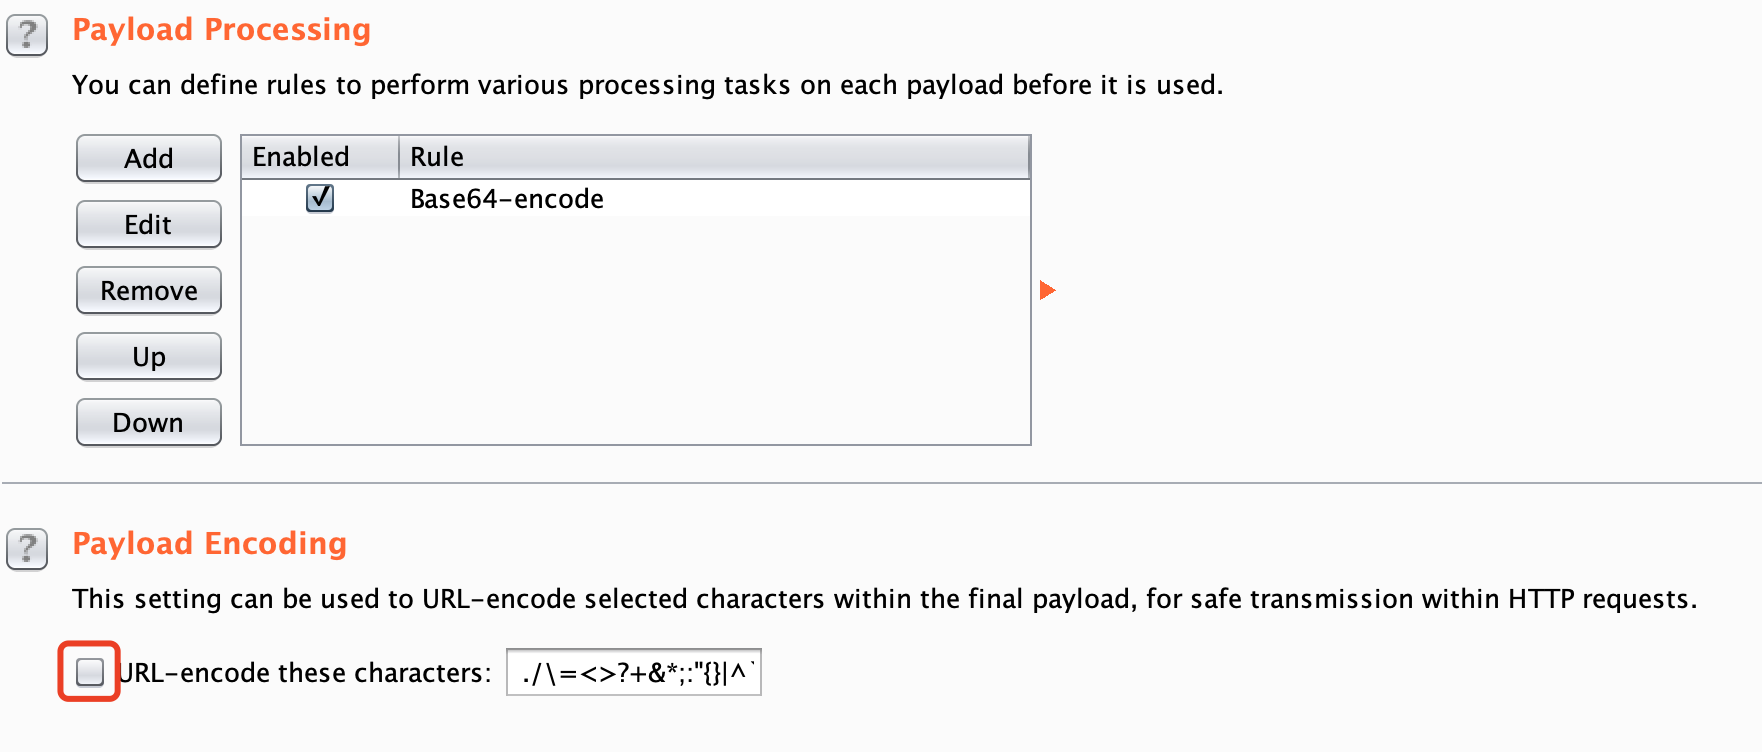 ?
Payload Processing
You can define rules to perform various processing tasks on each payload before it is used.
Add
Enabled
Rule
Base64-encode
Edit
Remove
Up
Down
?
Payload Encoding
This setting can be used to URL-encode selected characters within the final payload, for safe transmission within HTTP requests.
URL-encode these characters: ./\=<>?+&*;:"{}|^`